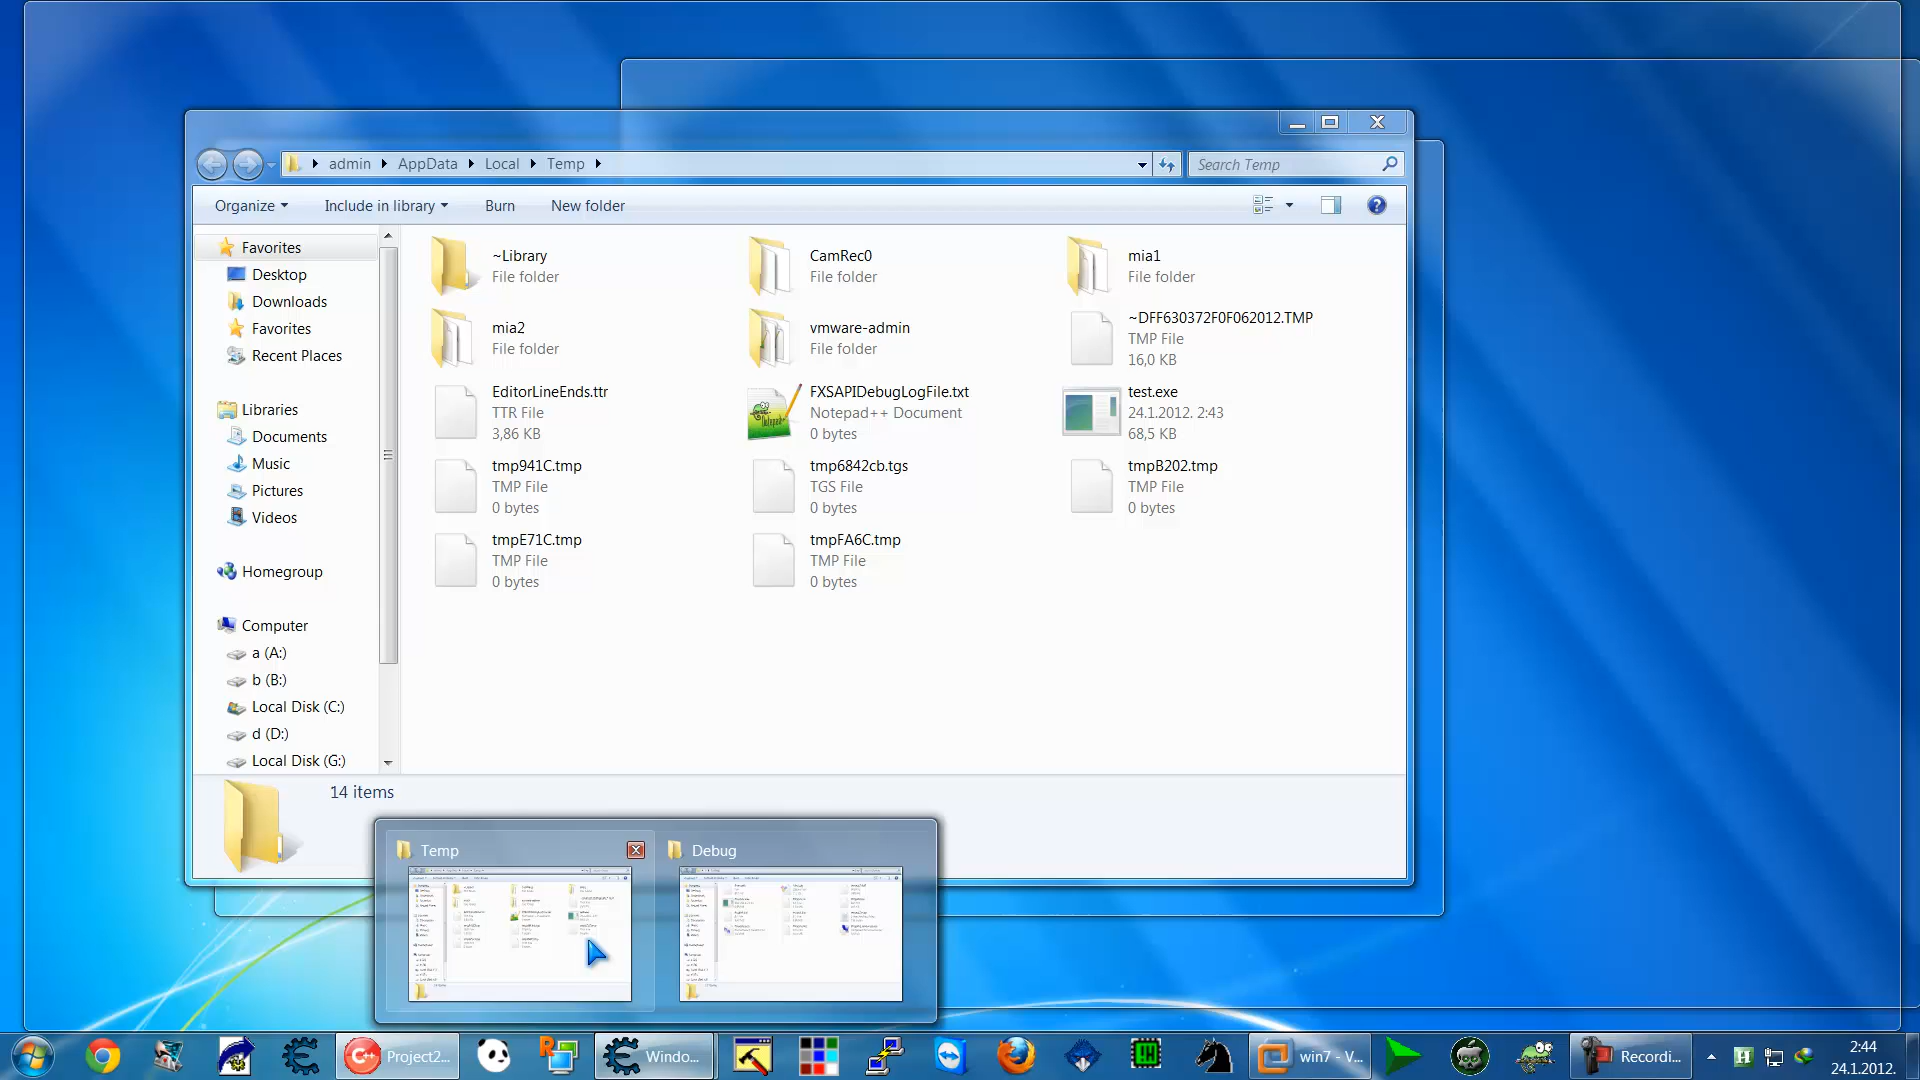 admin AppData Local Temp
Search Temp
Organize Include in library Burn New folder
Favorites
Desktop
Downloads
Favorites
Recent Places
Libraries
Documents
Music
Pictures
Videos
Homegroup
Computer
a (A:)
b (B:)
Local Disk (C:)
d (D:)
Local Disk (G:)
~Library
File folder
CamRec0
File folder
mia1
File folder
mia2
File folder
vmware-admin
File folder
~DFF630372F0F062012.TMP
TMP File
16,0 KB
EditorLineEnds.ttr
TTR File
3,86 KB
FXSAPIDebugLogFile.txt
Notepad++ Document
0 bytes
test.exe
24.1.2012. 2:43
68,5 KB
tmp941C.tmp
TMP File
0 bytes
tmp6842cb.tgs
TGS File
0 bytes
tmpB202.tmp
TMP File
0 bytes
tmpE71C.tmp
TMP File
0 bytes
tmpFA6C.tmp
TMP File
0 bytes
14 items
Temp
Debug
Project2...
Windo...
win7 - V...
Recordi...
2:44
24.1.2012.